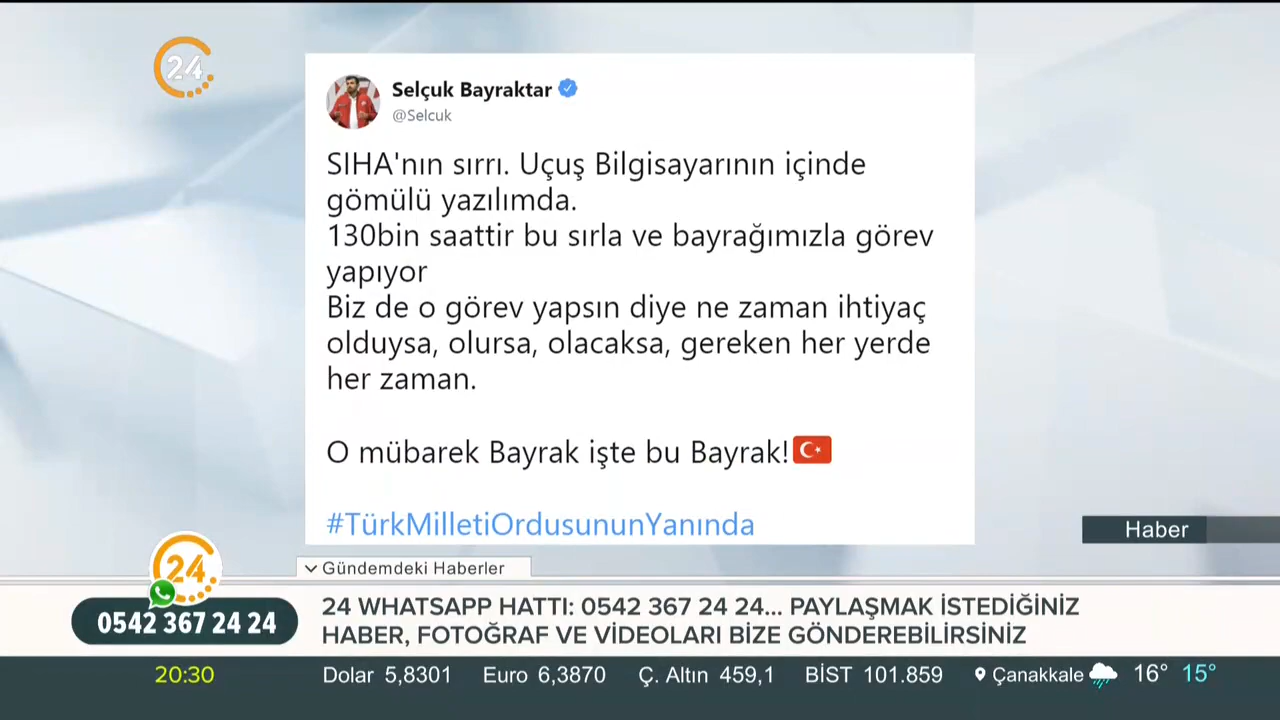 24
Selçuk Bayraktar
@Selcuk
SIHA'nın sırrı. Uçuş Bilgisayarının içinde
gömülü yazılımda.
130bin saattir bu sırla ve bayrağımızla görev
yapıyor
Biz de o görev yapsın diye ne zaman ihtiyaç
olduysa, olursa, olacaksa, gereken her yerde
her zaman.
O mübarek Bayrak işte bu Bayrak!🇹🇷
#TürkMilletiOrdusununYanında
Haber
Gündemdeki Haberler
24
0542 367 24 24
24 WHATSAPP HATTI: 0542 367 24 24... PAYLAŞMAK İSTEDİĞİNİZ
HABER, FOTOĞRAF VE VİDEOLARI BİZE GÖNDEREBİLİRSİNİZ
20:30 Dolar 5,8301 Euro 6,3870 Ç. Altın 459,1 BİST 101.859 Çanakkale 16° 15°